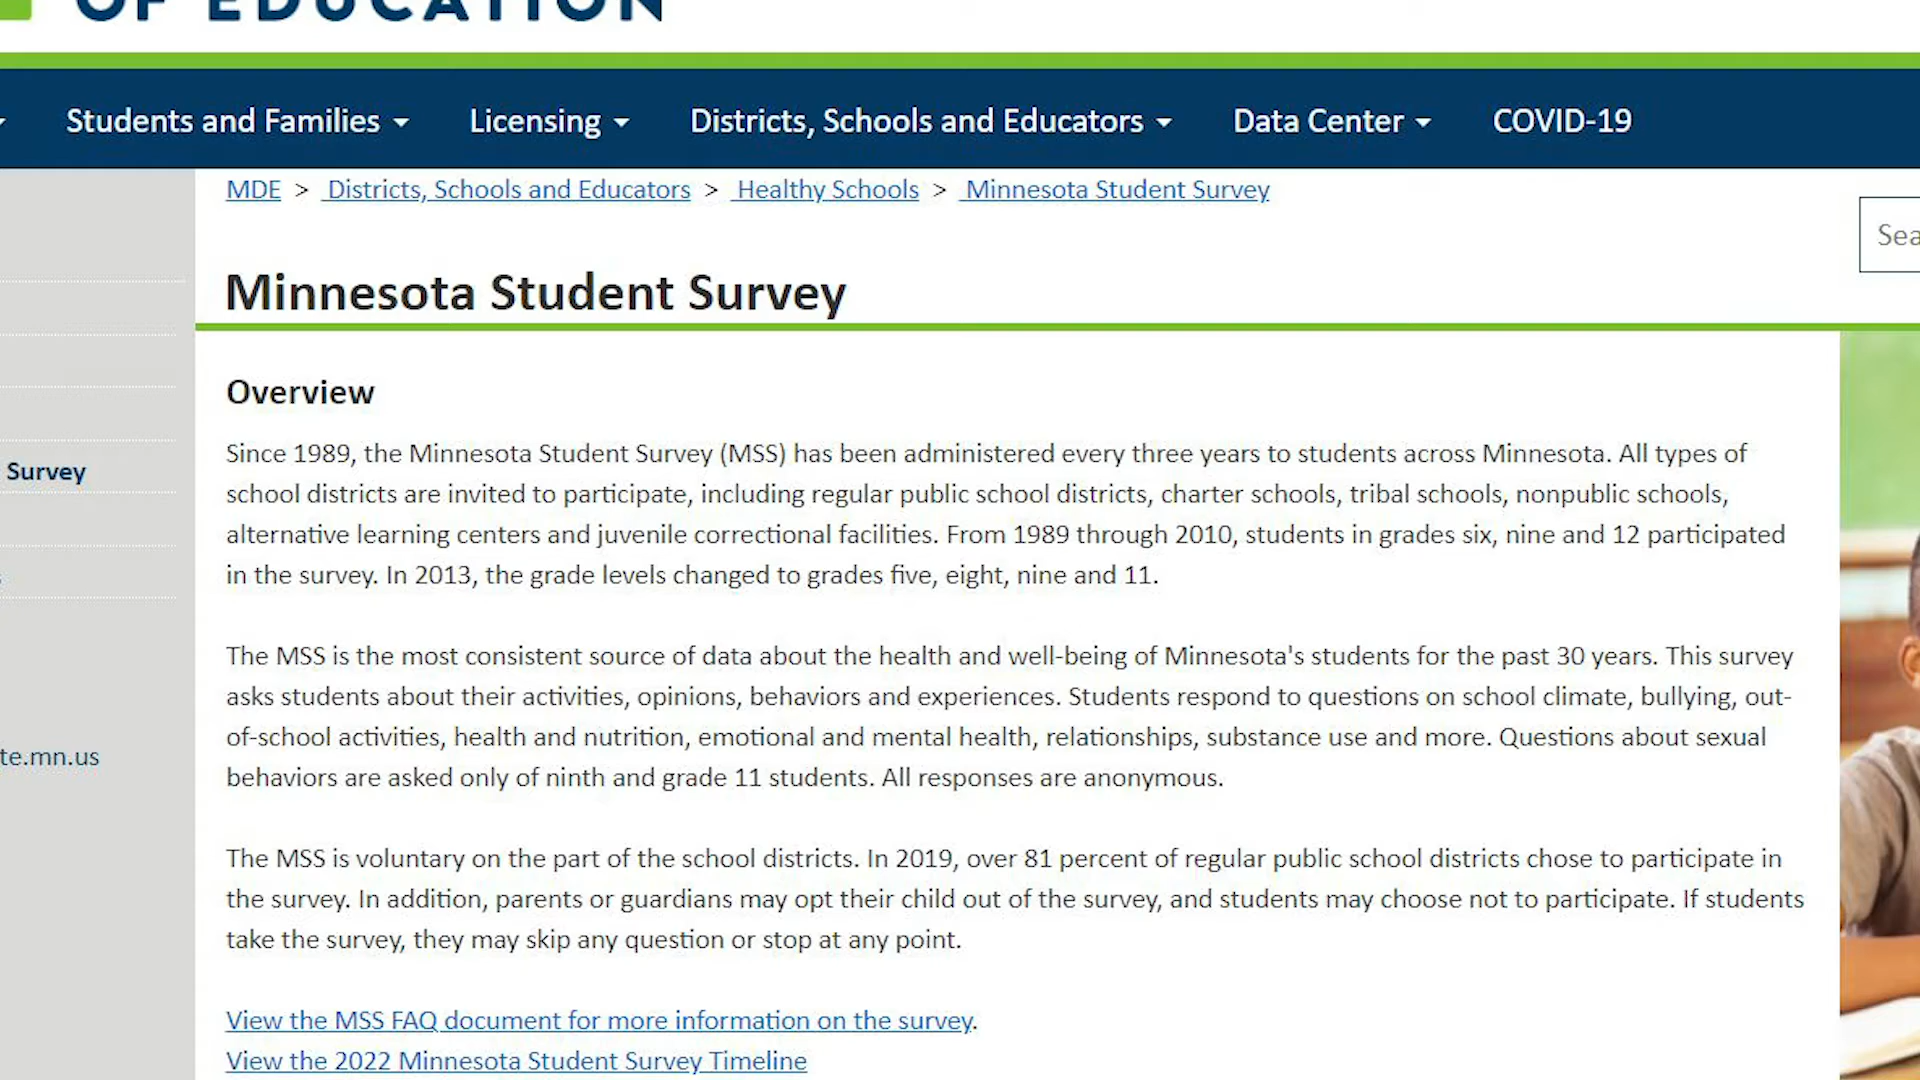 OF EDUCATION
Students and Families
Licensing
Districts, Schools and Educators
Data Center
COVID-19
MDE > Districts, Schools and Educators > Healthy Schools > Minnesota Student Survey
Sea
Minnesota Student Survey
Overview
Since 1989, the Minnesota Student Survey (MSS) has been administered every three years to students across Minnesota. All types of
school districts are invited to participate, including regular public school districts, charter schools, tribal schools, nonpublic schools,
alternative learning centers and juvenile correctional facilities. From 1989 through 2010, students in grades six, nine and 12 participated
in the survey. In 2013, the grade levels changed to grades five, eight, nine and 11.
Survey
The MSS is the most consistent source of data about the health and well-being of Minnesota's students for the past 30 years. This survey
asks students about their activities, opinions, behaviors and experiences. Students respond to questions on school climate, bullying, out-
of-school activities, health and nutrition, emotional and mental health, relationships, substance use and more. Questions about sexual
behaviors are asked only of ninth and grade 11 students. All responses are anonymous.
te.mn.us
The MSS is voluntary on the part of the school districts. In 2019, over 81 percent of regular public school districts chose to participate in
the survey. In addition, parents or guardians may opt their child out of the survey, and students may choose not to participate. If students
take the survey, they may skip any question or stop at any point.
View the MSS FAQ document for more information on the survey.
View the 2022 Minnesota Student Survey Timeline